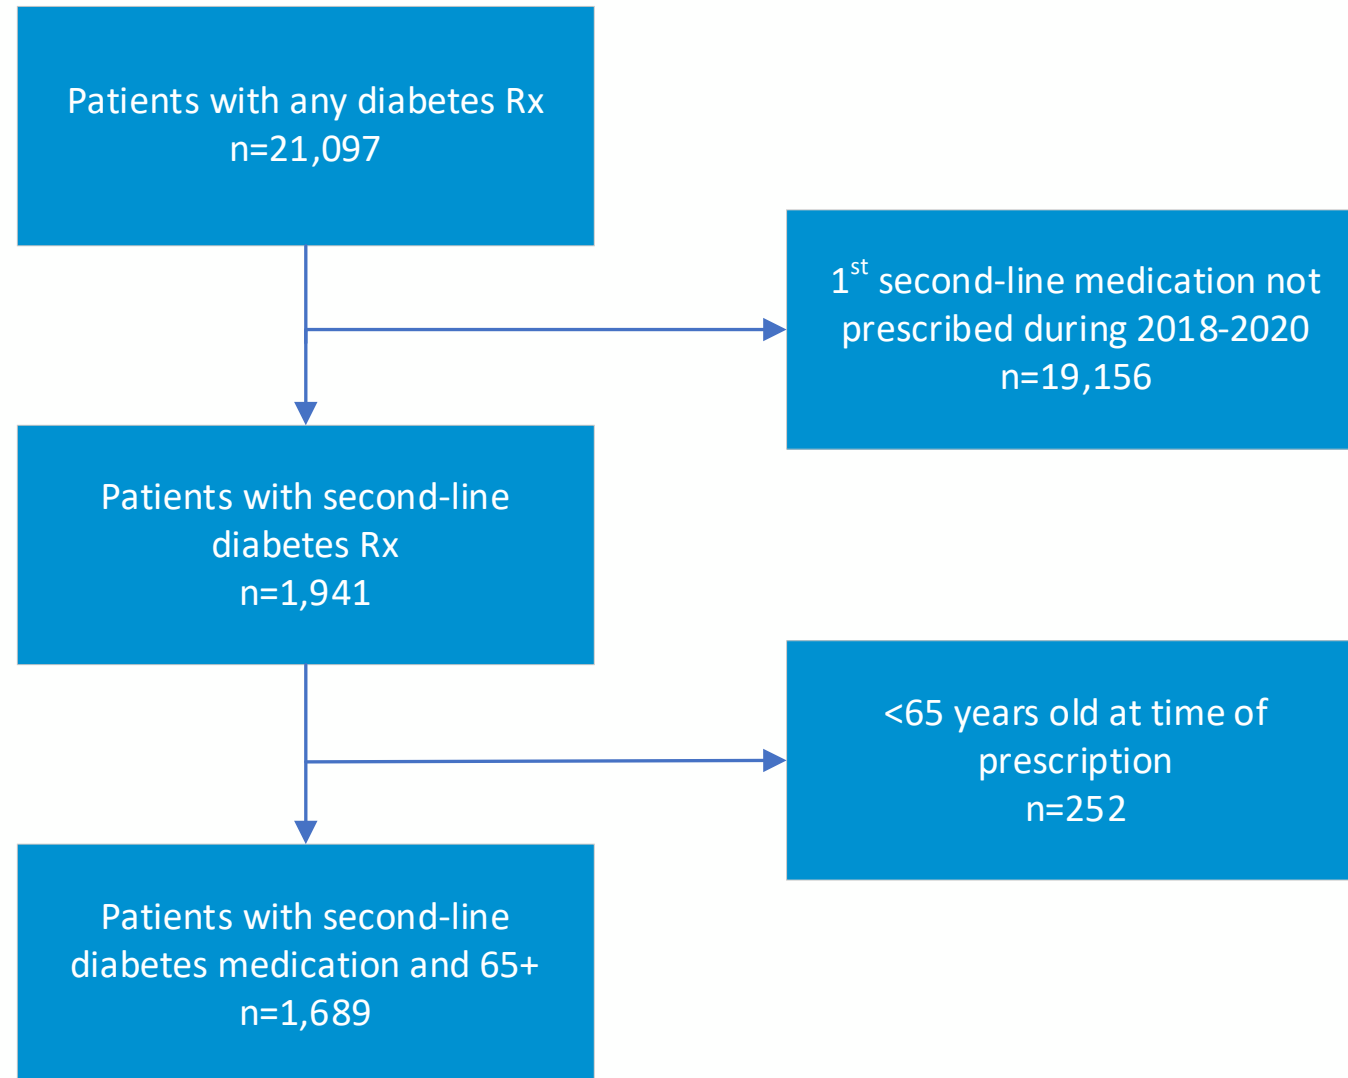 Patients with any diabetes Rx
n=21,097
1st second-line medication not
prescribed during 2018-2020
n=19,156
Patients with second-line
diabetes Rx
n=1,941
<65 years old at time of
prescription
n=252
Patients with second-line
diabetes medication and 65+
n=1,689